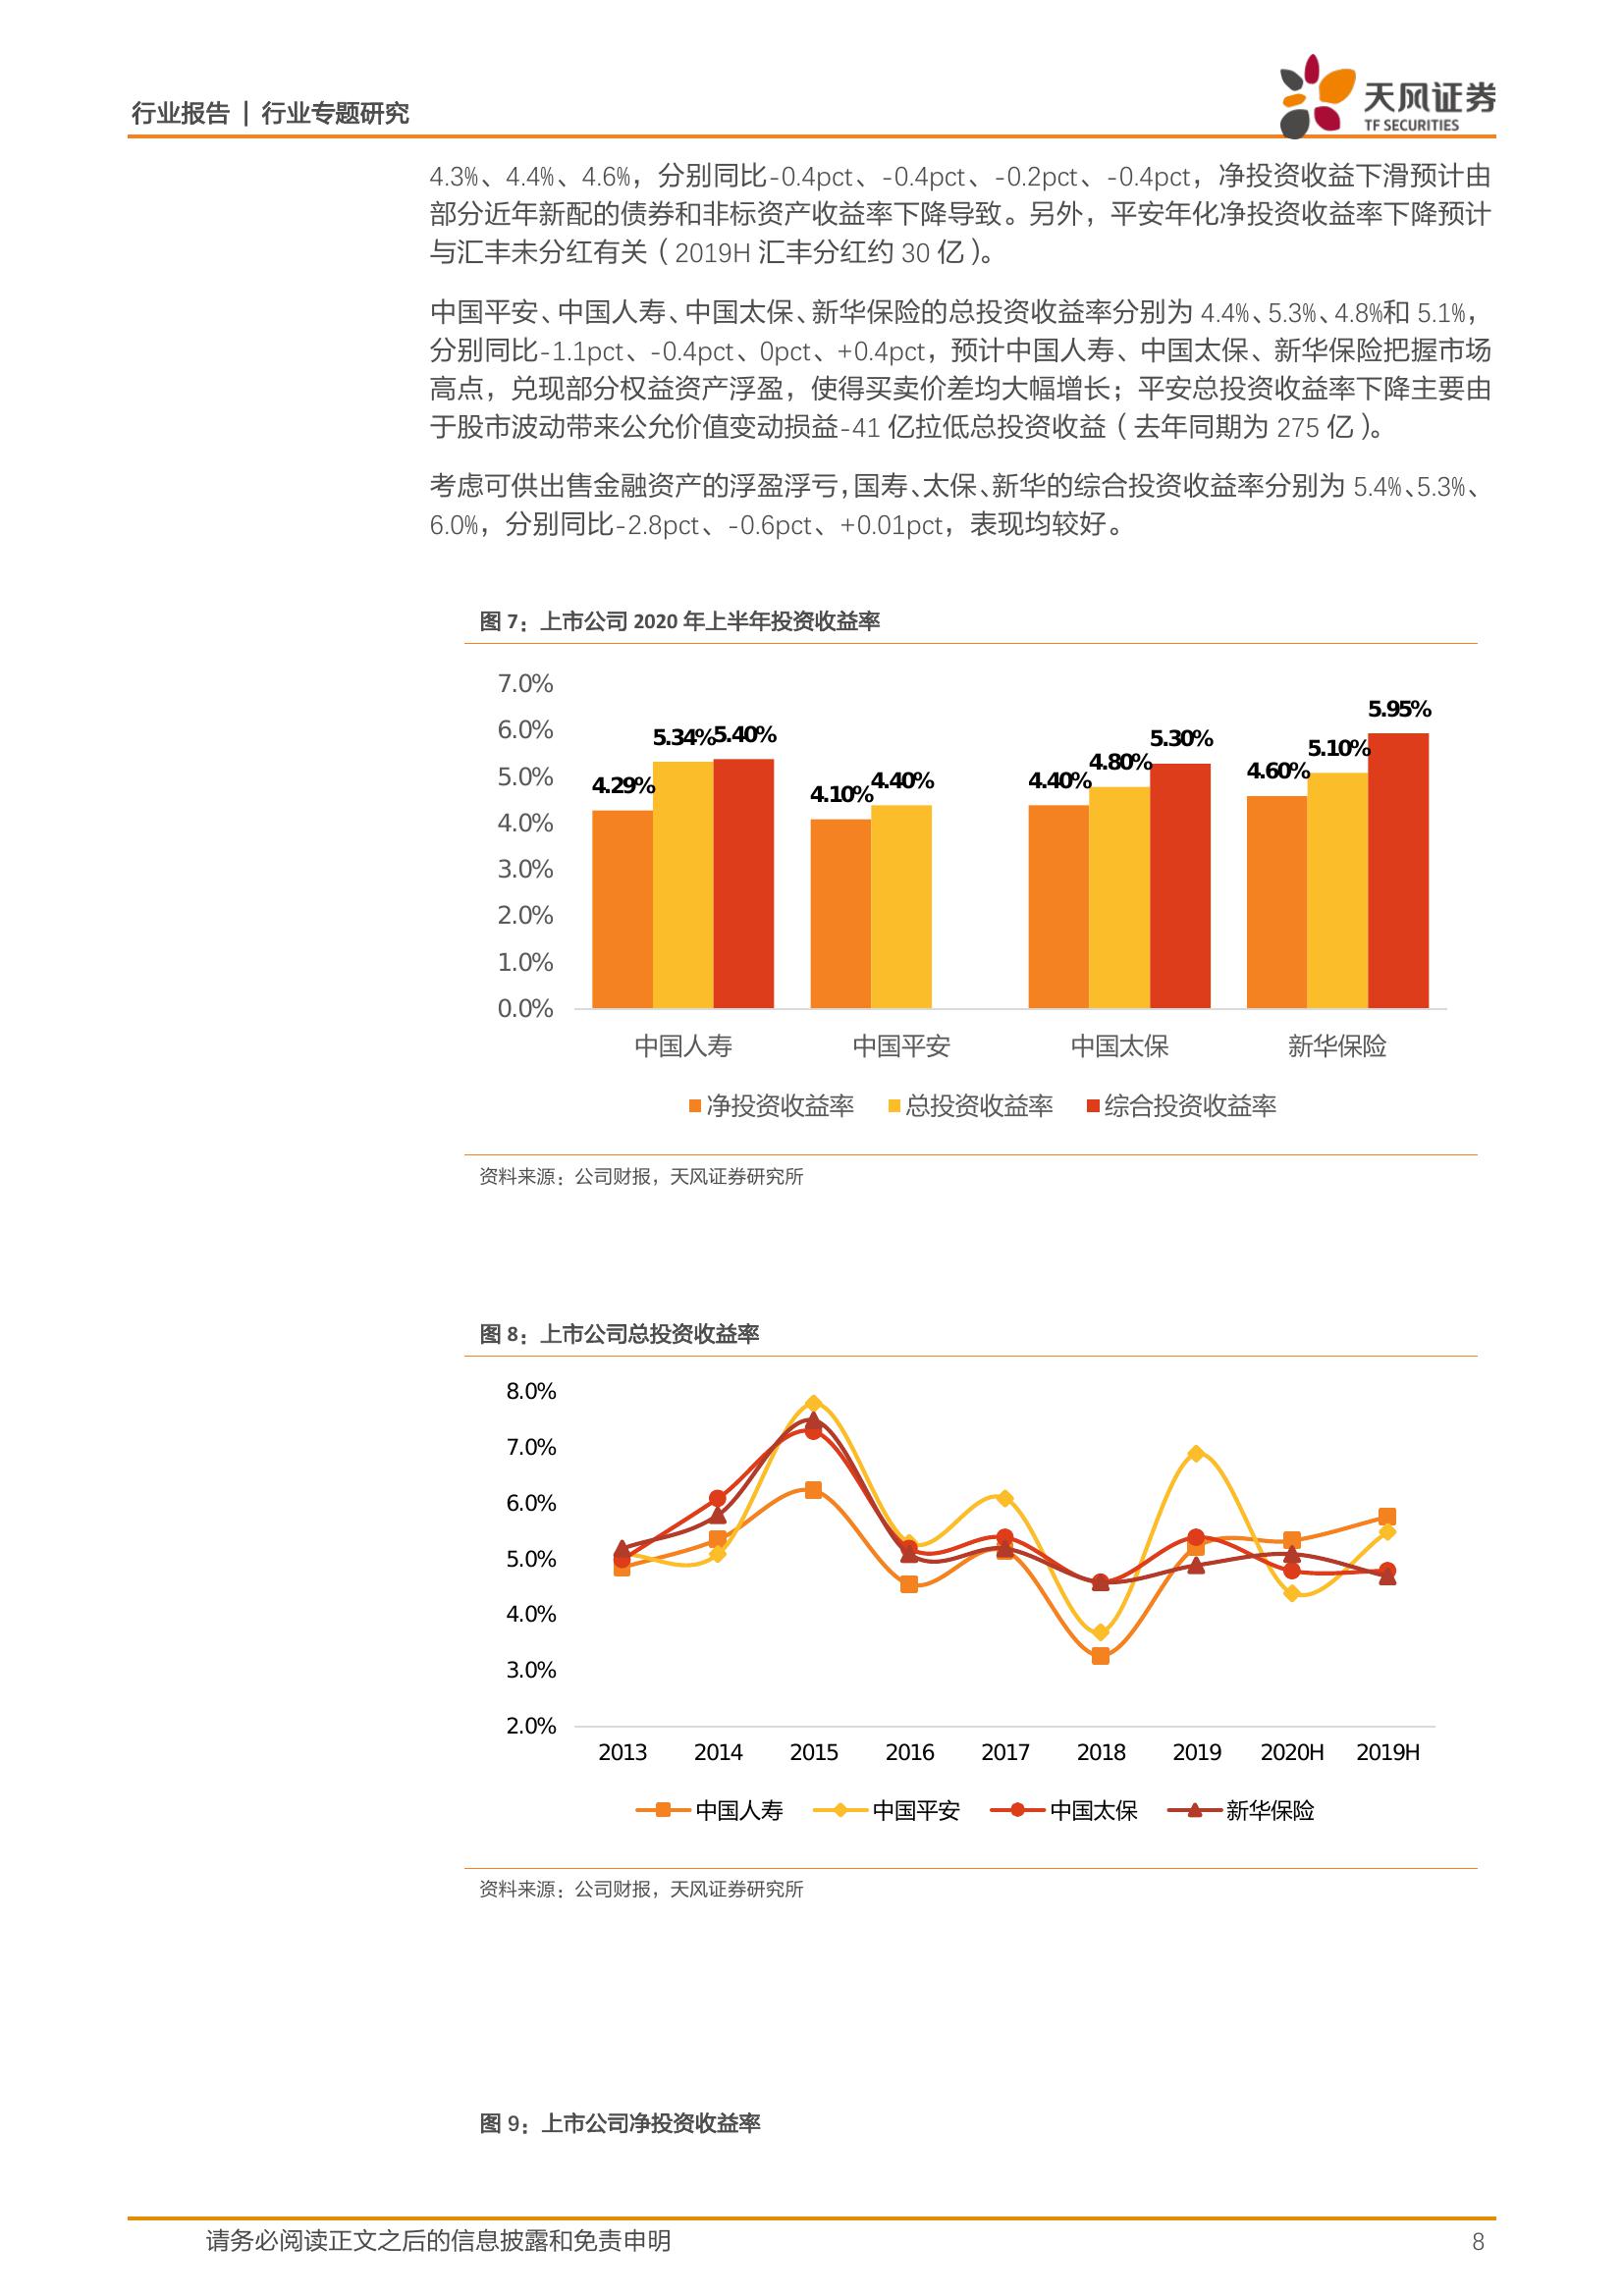 行业报告 | 行业专题研究
天风证券
TF SECURITIES
4.3%、4.4%、4.6%，分别同比-0.4pct、-0.4pct、-0.2pct、-0.4pct，净投资收益下滑预计由
部分近年新配的债券和非标资产收益率下降导致。另外，平安年化净投资收益率下降预计
与汇丰未分红有关（2019H 汇丰分红约 30 亿）。
中国平安、中国人寿、中国太保、新华保险的总投资收益率分别为 4.4%、5.3%、4.8%和 5.1%，
分别同比-1.1pct、-0.4pct、0pct、+0.4pct，预计中国人寿、中国太保、新华保险把握市场
高点，兑现部分权益资产浮盈，使得买卖价差均大幅增长；平安总投资收益率下降主要由
于股市波动带来公允价值变动损益-41 亿拉低总投资收益（去年同期为 275 亿）。
考虑可供出售金融资产的浮盈浮亏，国寿、太保、新华的综合投资收益率分别为 5.4%、5.3%、
6.0%，分别同比-2.8pct、-0.6pct、+0.01pct，表现均较好。
图 7：上市公司 2020 年上半年投资收益率
7.0%
6.0%
5.0%
4.0%
3.0%
2.0%
1.0%
0.0%
4.29%
5.34%
5.40%
4.10%
4.40%
4.40%
4.80%
5.30%
4.60%
5.10%
5.95%
中国人寿 中国平安 中国太保 新华保险
净投资收益率 总投资收益率 综合投资收益率
资料来源：公司财报，天风证券研究所
图 8：上市公司总投资收益率
8.0%
7.0%
6.0%
5.0%
4.0%
3.0%
2.0%
2013 2014 2015 2016 2017 2018 2019 2020H 2019H
中国人寿 中国平安 中国太保 新华保险
资料来源：公司财报，天风证券研究所
图 9：上市公司净投资收益率
请务必阅读正文之后的信息披露和免责申明 8